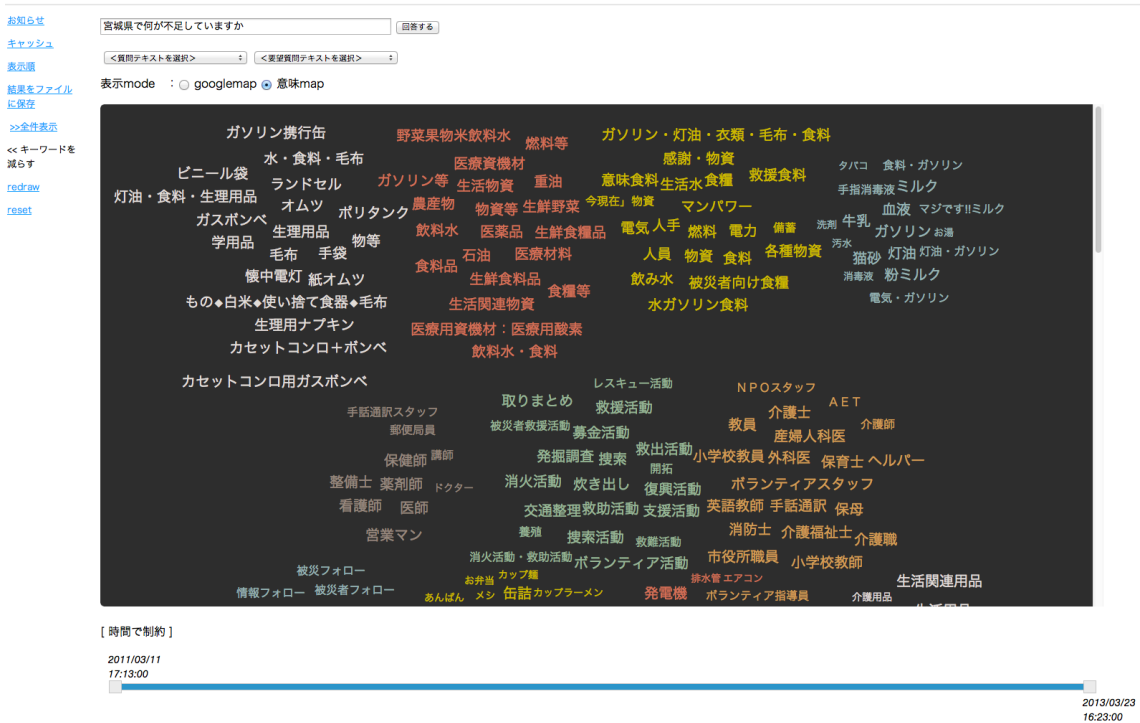 お知らせ
キャッシュ
表示順
結果をファイル
に保存
>>全件表示
<< キーワードを
減らす
redraw
reset
宮城県で何が不足していますか
回答する
<質問テキストを選択>
<要望質問テキストを選択>
表示mode ：
googlemap
意味map
ガソリン携行缶
水・食料・毛布
ビニール袋
ランドセル
灯油・食料・生理用品
オムツ
ポリタンク
ガスボンベ
生理用品
学用品
物等
毛布
手袋
懐中電灯
紙オムツ
もの◆白米◆使い捨て食器◆毛布
生理用ナプキン
カセットコンロ＋ボンベ
カセットコンロ用ガスボンベ
野菜果物米飲料水
燃料等
医療資機材
ガソリン等
生活物資
重油
農産物
物資等
生鮮野菜
飲料水
医薬品
生鮮食糧品
石油
医療材料
食料品
生鮮食料品
食糧等
生活関連物資
医療用資機材：医療用酸素
飲料水・食料
ガソリン・灯油・衣類・毛布・食料
感謝・物資
意味食料
生活水
食糧
救援食料
今現在」物資
マンパワー
電気
人手
燃料
電力
備蓄
人員
物資
食料
各種物資
飲み水
被災者向け食糧
水ガソリン食料
タバコ
食料・ガソリン
手指消毒液
ミルク
血液
マジです!!ミルク
洗剤
牛乳
ガソリン
お湯
汚水
猫砂
灯油
灯油・ガソリン
消毒液
粉ミルク
電気・ガソリン
手話通訳スタッフ
郵便局員
保健師
講師
整備士
薬剤師
ドクター
看護師
医師
営業マン
レスキュー活動
取りまとめ
救援活動
被災者救援活動
募金活動
発掘調査
捜索
救出活動
開拓
消火活動
炊き出し
復興活動
交通整理
救助活動
支援活動
養殖
捜索活動
救難活動
消火活動・救助活動
ボランティア活動
NPOスタッフ
AET
介護士
教員
介護師
産婦人科医
小学校教員
外科医
保育士
ヘルパー
ボランティアスタッフ
英語教師
手話通訳
保母
消防士
介護福祉士
介護職
市役所職員
小学校教師
ボランティア指導員
被災フォロー
情報フォロー
被災者フォロー
お弁当
カップ麺
あんぱん
メシ
缶詰
カップラーメン
排水管
エアコン
発電機
生活関連用品
介護用品
[ 時間で制約 ]
2011/03/11
17:13:00
2013/03/23
16:23:00